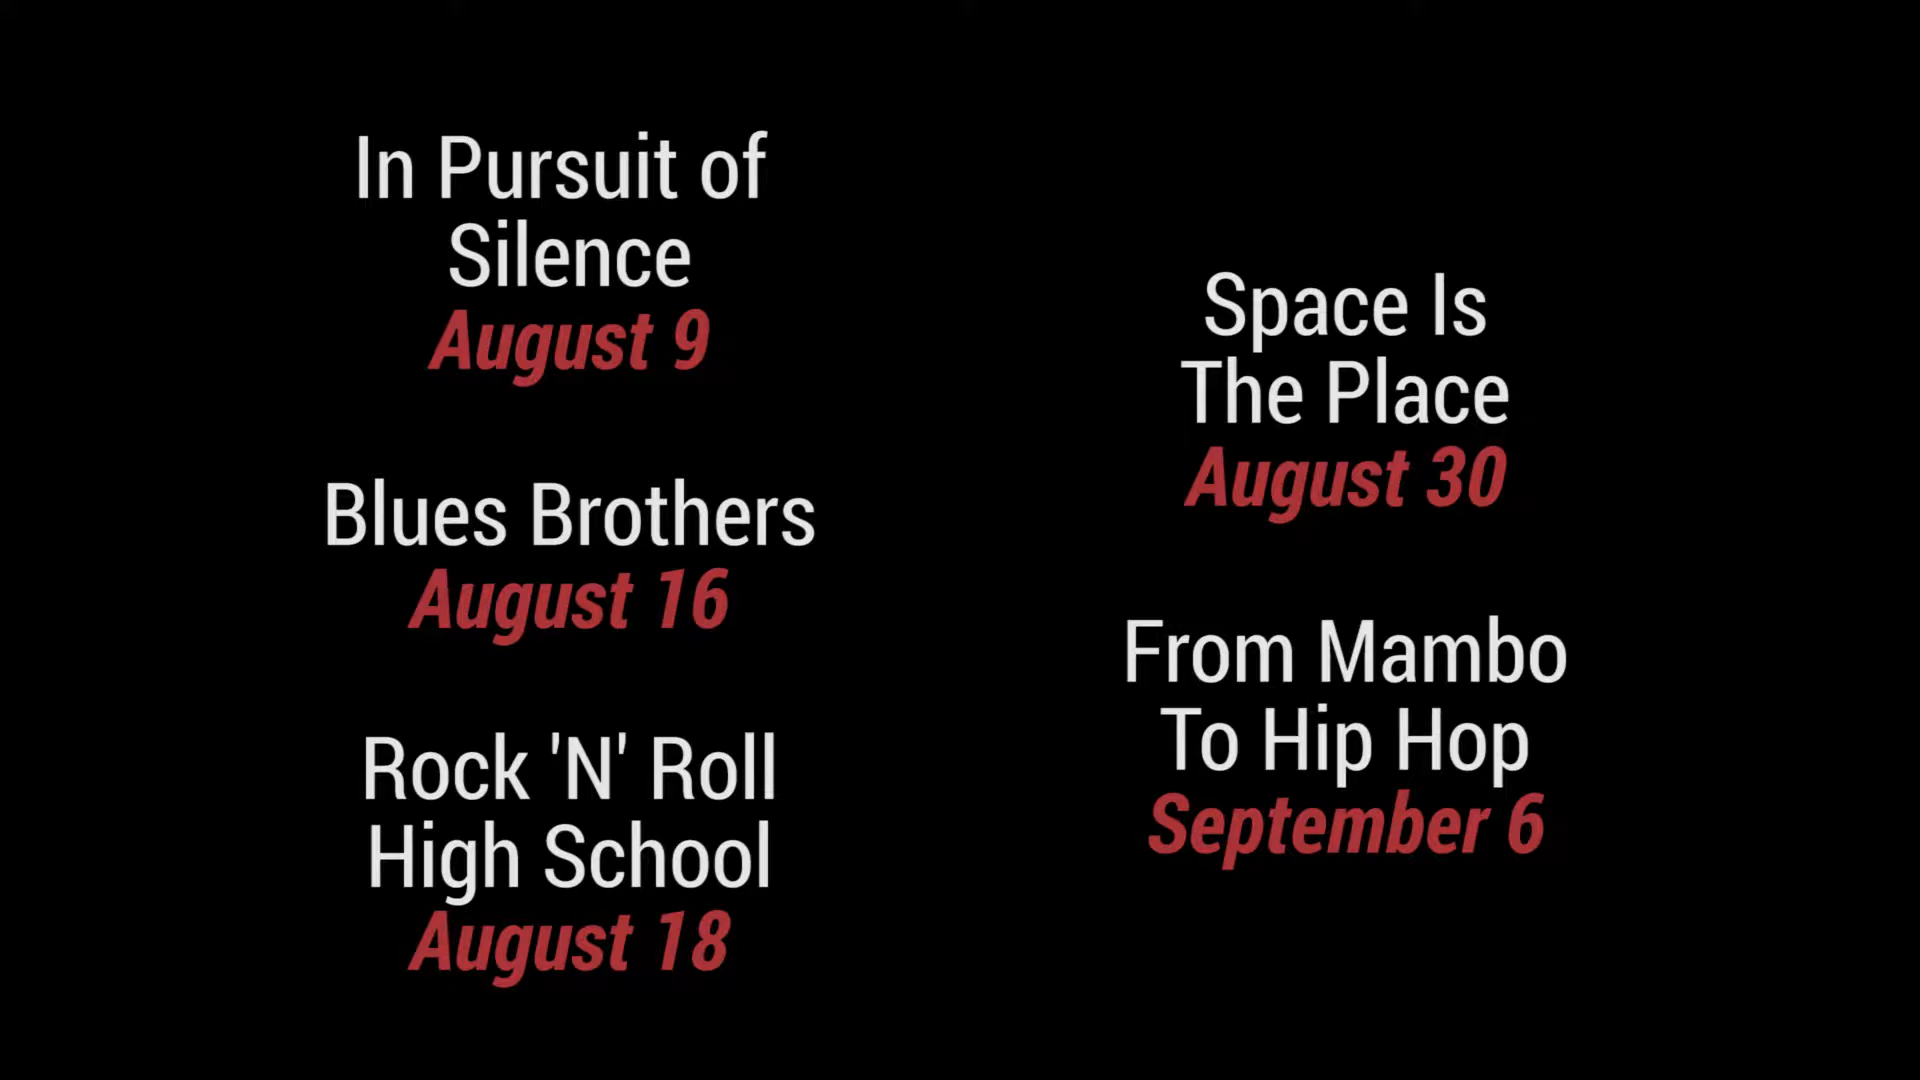 In Pursuit of
Silence
August 9
Blues Brothers
August 16
Rock 'N' Roll
High School
August 18
Space Is
The Place
August 30
From Mambo
To Hip Hop
September 6